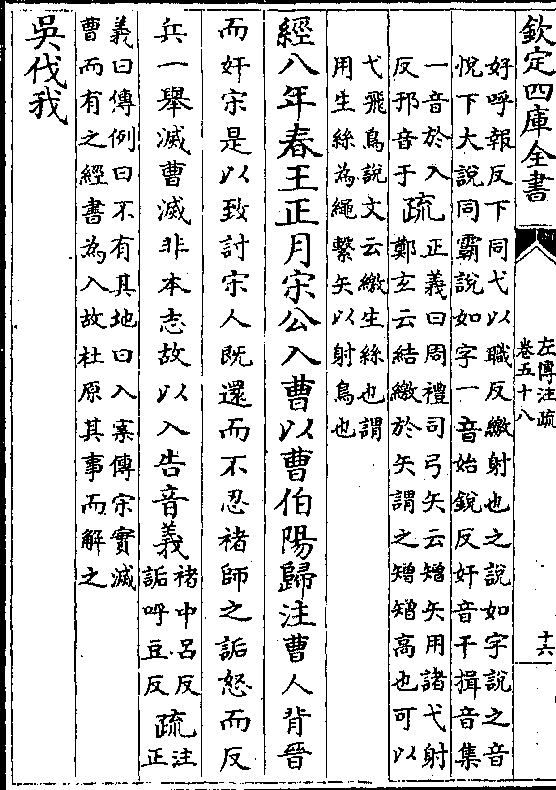 欽定四庫全書
左傳注疏
卷五十八
十六
好呼報反下同弋以職反繳射也之說如字說之音
悅下大說同霸說如字一音始銳反奸音干揖音集
一音於入
反邘音于
疏
正義曰周禮司弓矢云矰矢用諸弋射
鄭玄云結繳於矢謂之矰矰高也可以
弋飛鳥說文云繳生絲也謂
用生絲為繩繫矢以射鳥也
經八年春王正月宋公入曹以曹伯陽歸注曹人背晉
而奸宋是以致討宋人既還而不忍褚師之詬怒而反
兵一舉滅曹滅非本志故以入告音義
褚中呂反
詬呼豆反
疏
注
正
義曰傳例曰不有其地曰入案傳宋實滅
曹而有之經書為入故杜原其事而解之
吳伐我